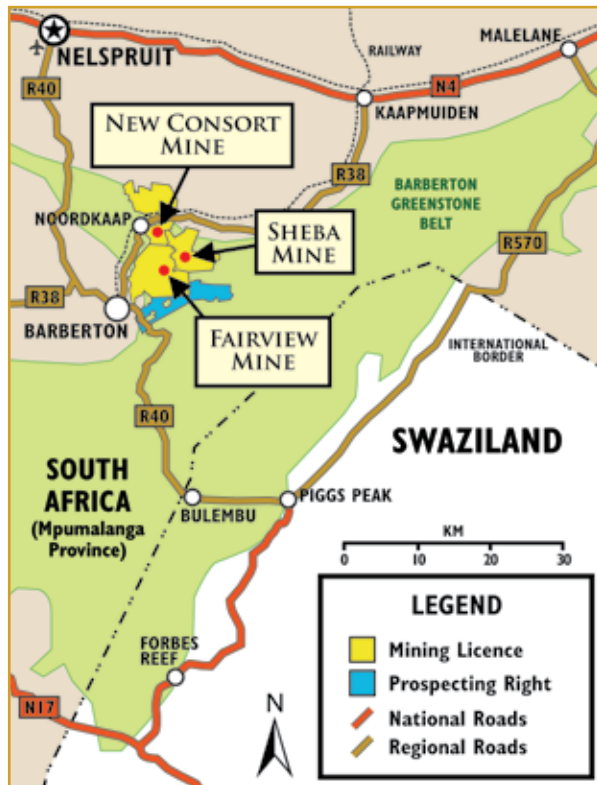 NELSPRUIT
R40
RAILWAY
MALELANE
N4
KAAPMUIDEN
NEW CONSORT
MINE
R38
BARBERTON
GREENSTONE
BELT
NOORDKAAP
SHEBA
MINE
R570
R38
BARBERTON
FAIRVIEW
MINE
INTERNATIONAL
BORDER
R40
SWAZILAND
SOUTH
AFRICA
(Mpumalanga
Province)
BULEMBU
PIGGS PEAK
KM
0 10 20 30
FORBES
REEF
N17
N
LEGEND
Mining Licence
Prospecting Right
National Roads
Regional Roads